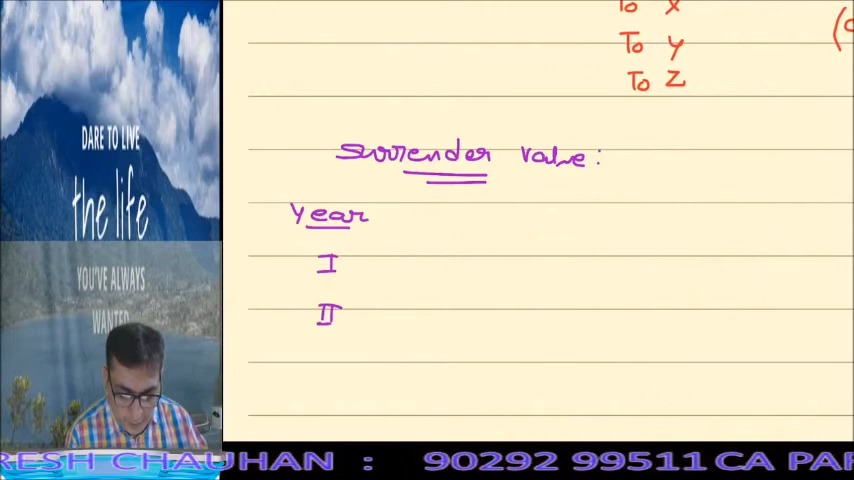 To X
To Y
To Z
Surrender Value:
Year
I
II
DARE TO LIVE
the life
YOU'VE ALWAYS
WANTED
RESH CHAUHAN : 90292 99511 CA PAR